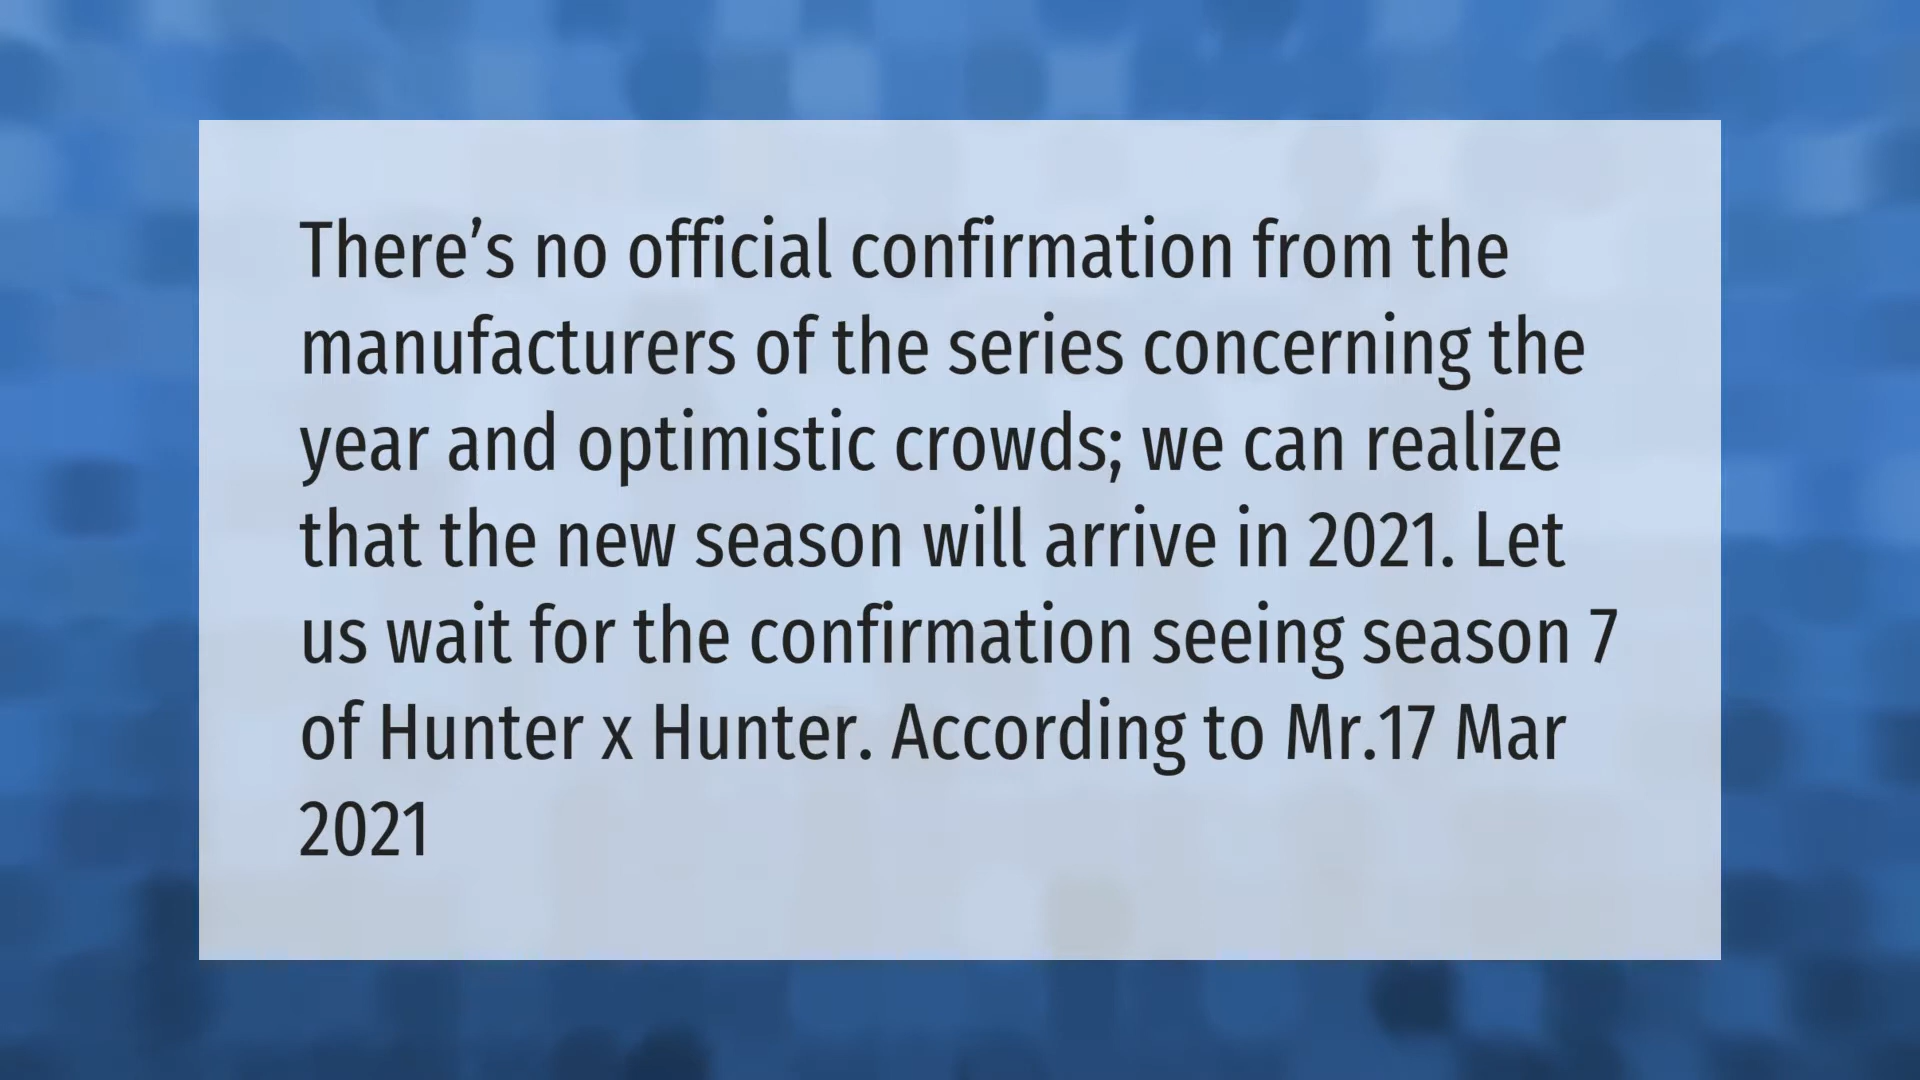 There’s no official confirmation from the
manufacturers of the series concerning the
year and optimistic crowds; we can realize
that the new season will arrive in 2021. Let
us wait for the confirmation seeing season 7
of Hunter x Hunter. According to Mr.17 Mar
2021